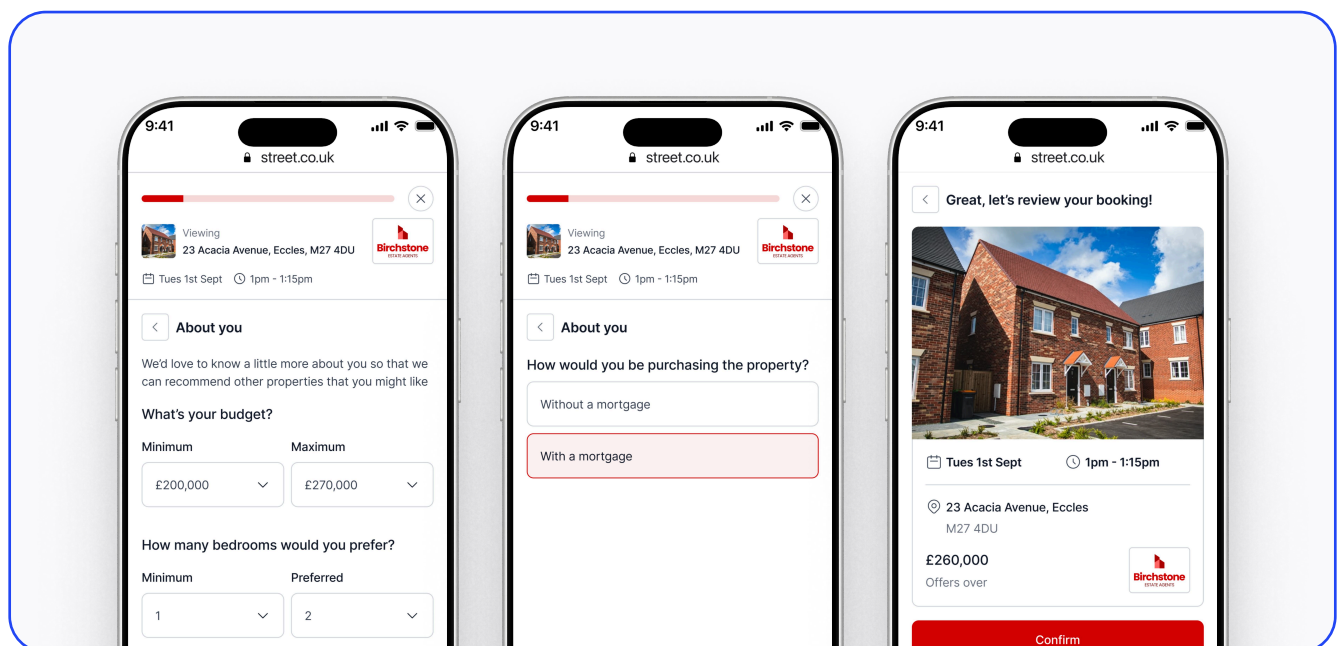 9:41
street.co.uk
Viewing
23 Acacia Avenue, Eccles, M27 4DU
Birchstone
ESTATE AGENTS
Tues 1st Sept
1pm - 1:15pm
About you
We'd love to know a little more about you so that we
can recommend other properties that you might like
What's your budget?
Minimum
Maximum
£200,000
£270,000
How many bedrooms would you prefer?
Minimum
Preferred
1
2
9:41
street.co.uk
Viewing
23 Acacia Avenue, Eccles, M27 4DU
Birchstone
ESTATE AGENTS
Tues 1st Sept
1pm - 1:15pm
About you
How would you be purchasing the property?
Without a mortgage
With a mortgage
9:41
street.co.uk
Great, let's review your booking!
Tues 1st Sept
1pm - 1:15pm
23 Acacia Avenue, Eccles
M27 4DU
£260,000
Offers over
Birchstone
ESTATE AGENTS
Confirm